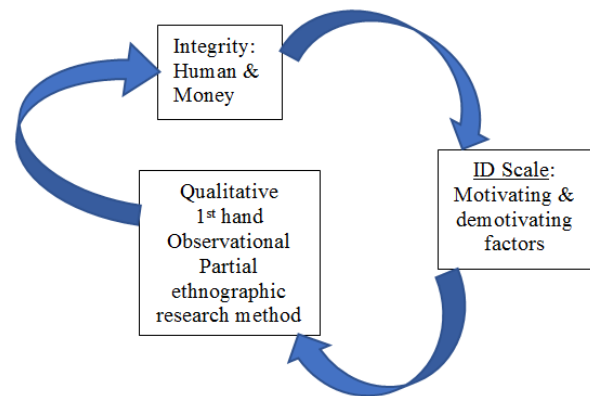 Integrity:
Human &
Money
ID Scale:
Motivating &
demotivating
factors
Qualitative
1st hand
Observational
Partial
ethnographic
research method